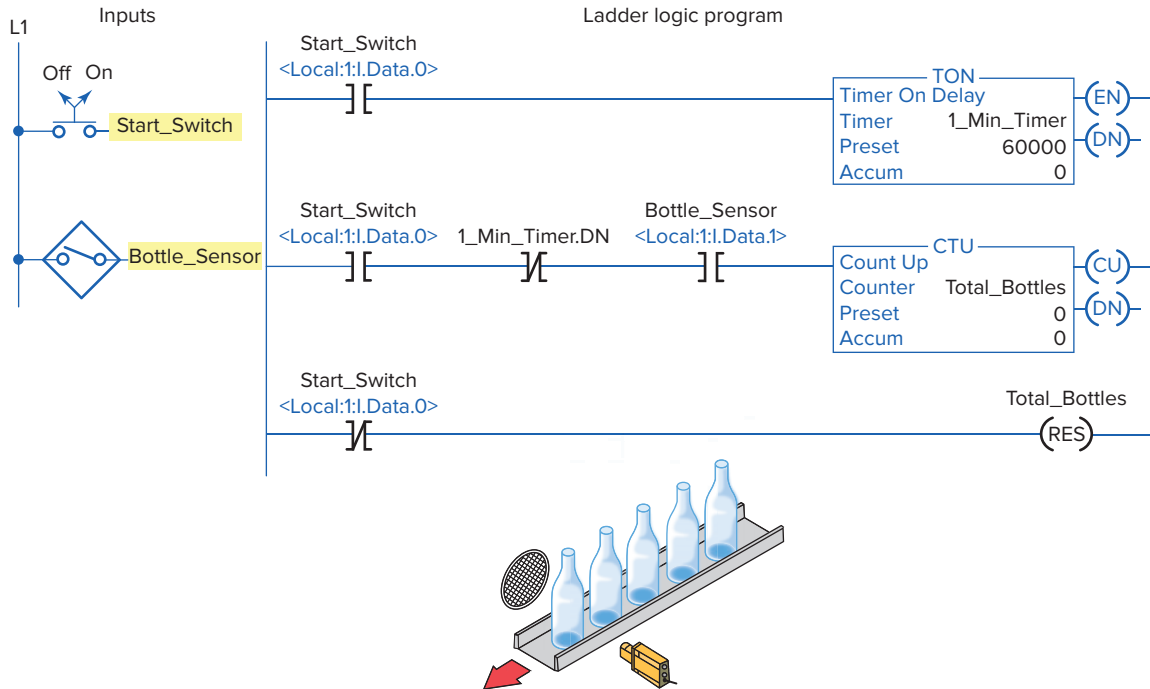 Inputs
Ladder logic program
L1
Off On
Start_Switch
Bottle_Sensor
Start_Switch
<Local:1:I.Data.0>
TON
Timer On Delay
Timer 1_Min_Timer
Preset 60000
Accum 0
EN
DN
Start_Switch
<Local:1:I.Data.0>
1_Min_Timer.DN
Bottle_Sensor
<Local:1:I.Data.1>
CTU
Count Up
Counter Total_Bottles
Preset 0
Accum 0
CU
DN
Start_Switch
<Local:1:I.Data.0>
Total_Bottles
RES